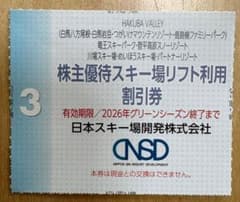 HAKUBA VALLEY
(白馬八方尾根・白馬岩岳・つがいけマウンテンリゾート・鹿島槍ファミリーパーク)
竜王スキーパーク・菅平高原スノーリゾート
川場スキー場・めいほうスキー場・パートナーリゾート
株主優待スキー場リフト利用
割引券
3
有効期限/2026年グリーンシーズン終了まで
日本スキー場開発株式会社
NSD
NIPPON SKI RESORT DEVELOPMENT
本券は現金との交換はできません。